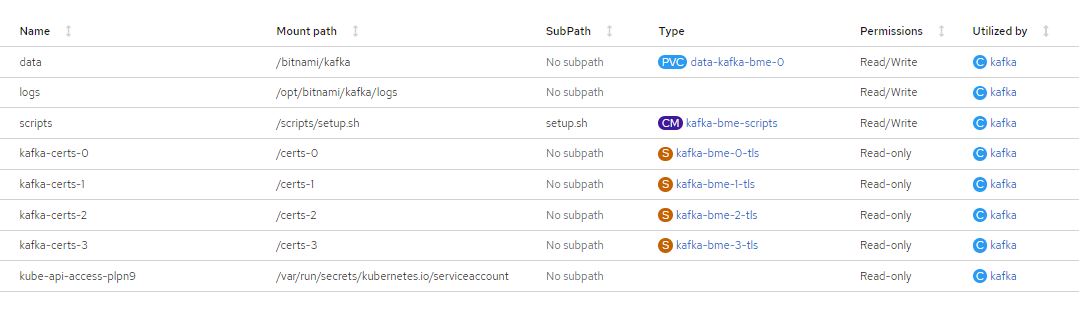 Name Mount path SubPath Type Permissions Utilized by
data /bitnami/kafka No subpath PVC data-kafka-bme-0 Read/Write C kafka
logs /opt/bitnami/kafka/logs No subpath Read/Write C kafka
scripts /scripts/setup.sh setup.sh CM kafka-bme-scripts Read/Write C kafka
kafka-certs-0 /certs-0 No subpath S kafka-bme-0-tls Read-only C kafka
kafka-certs-1 /certs-1 No subpath S kafka-bme-1-tls Read-only C kafka
kafka-certs-2 /certs-2 No subpath S kafka-bme-2-tls Read-only C kafka
kafka-certs-3 /certs-3 No subpath S kafka-bme-3-tls Read-only C kafka
kube-api-access-plpn9 /var/run/secrets/kubernetes.io/serviceaccount No subpath Read-only C kafka